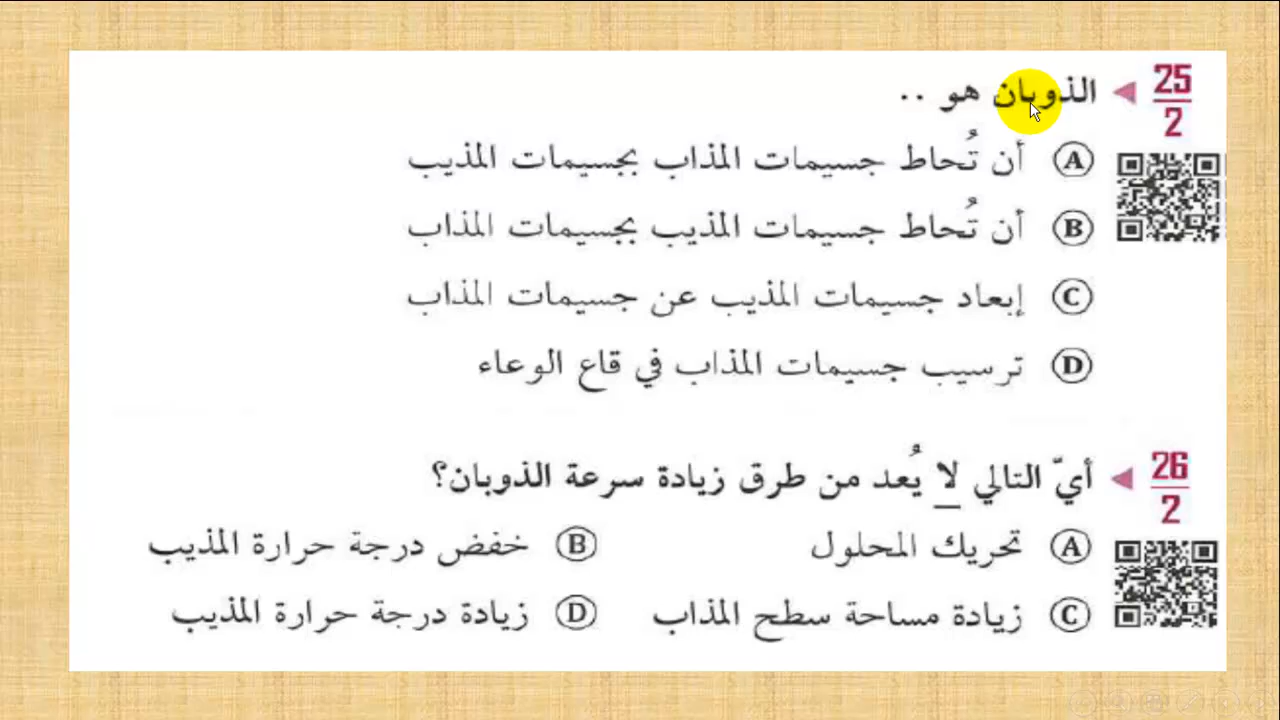 25/2 الذوبان هو ..
A أن تُحاط جسيمات المذاب بجسيمات المذيب
B أن تُحاط جسيمات المذيب بجسيمات المذاب
C إبعاد جسيمات المذيب عن جسيمات المذاب
D ترسيب جسيمات المذاب في قاع الوعاء
26/2 أيّ التالي لا يُعد من طرق زيادة سرعة الذوبان؟
A تحريك المحلول B خفض درجة حرارة المذيب
C زيادة مساحة سطح المذاب D زيادة درجة حرارة المذيب